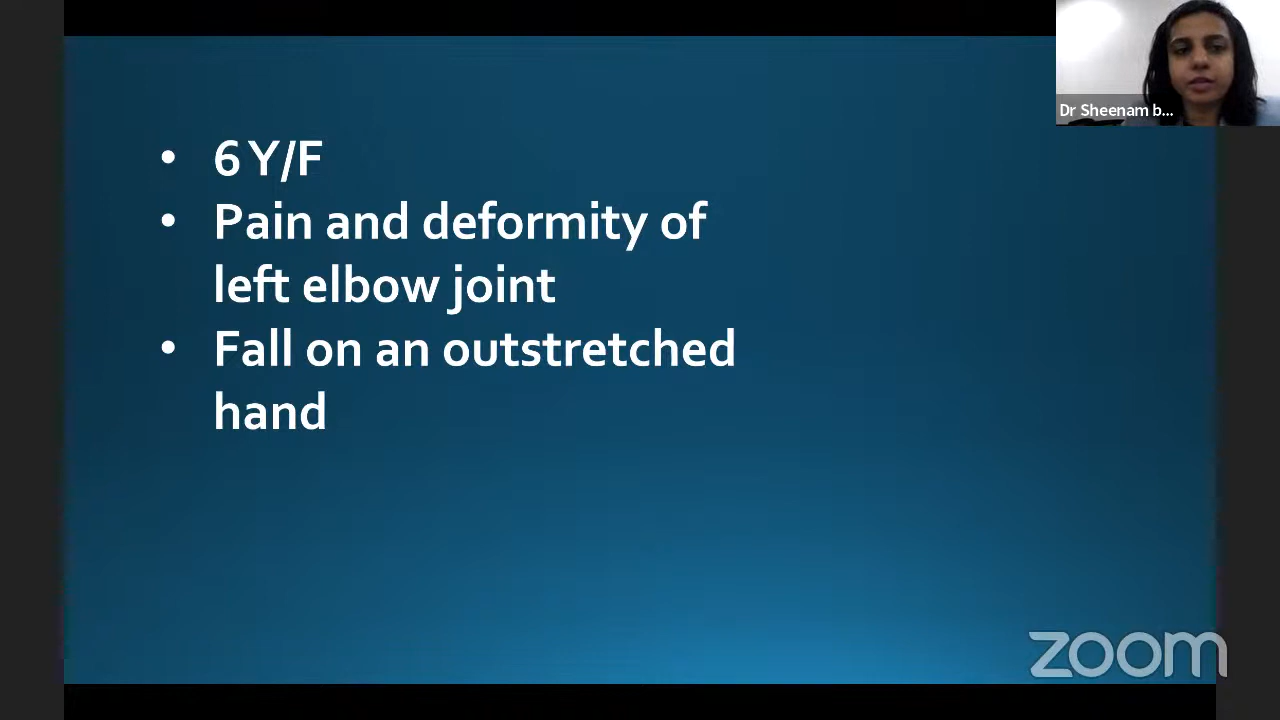 Dr Sheenam b...
• 6 Y/F
• Pain and deformity of
left elbow joint
• Fall on an outstretched
hand
zoom